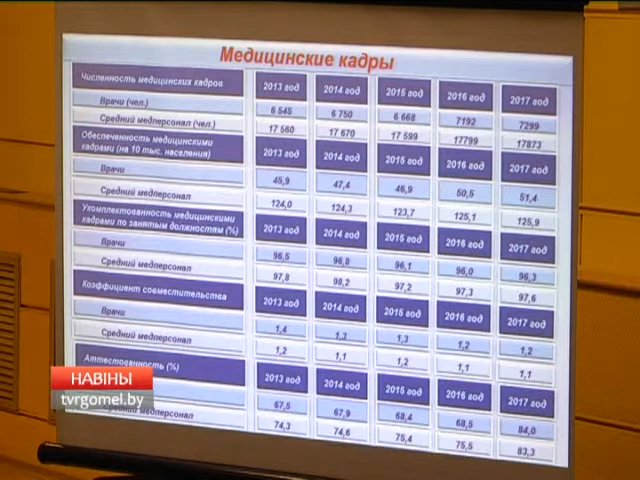 Медицинские кадры
Численность медицинских кадров 2013 год 2014 год 2015 год 2016 год 2017 год
Врачи (чел.) 6 545 6 750 6 668 7192 7299
Средний медперсонал (чел.) 17 560 17 670 17 599 17799 17873
Обеспеченность медицинскими
кадрами (на 10 тыс. населения) 2013 год 2014 год 2015 год 2016 год 2017 год
Врачи 45,9 47,4 46,9 50,5 51,4
Средний медперсонал 124,0 124,3 123,7 125,1 125,9
Укомплектованность медицинскими
кадрами по занятым должностям (%) 2013 год 2014 год 2015 год 2016 год 2017 год
Врачи 96,5 96,8 96,1 96,0 96,3
Средний медперсонал 97,8 98,2 97,2 97,3 97,6
Коэффициент совместительства 2013 год 2014 год 2015 год 2016 год 2017 год
Врачи 1,4 1,3 1,3 1,2 1,2
Средний медперсонал 1,2 1,1 1,2 1,1 1,1
Аттестованность (%) 2013 год 2014 год 2015 год 2016 год 2017 год
67,5 67,9 68,4 68,5 84,0
Средний медперсонал 74,3 74,6 75,4 75,5 83,3
НАВІНЫ
tvrgomel.by